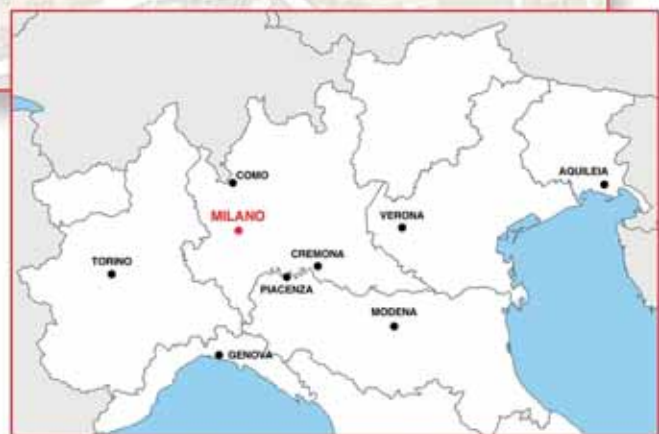 COMO
AQUILEIA
MILANO
VERONA
CREMONA
TORINO
PIACENZA
MODENA
GENOVA